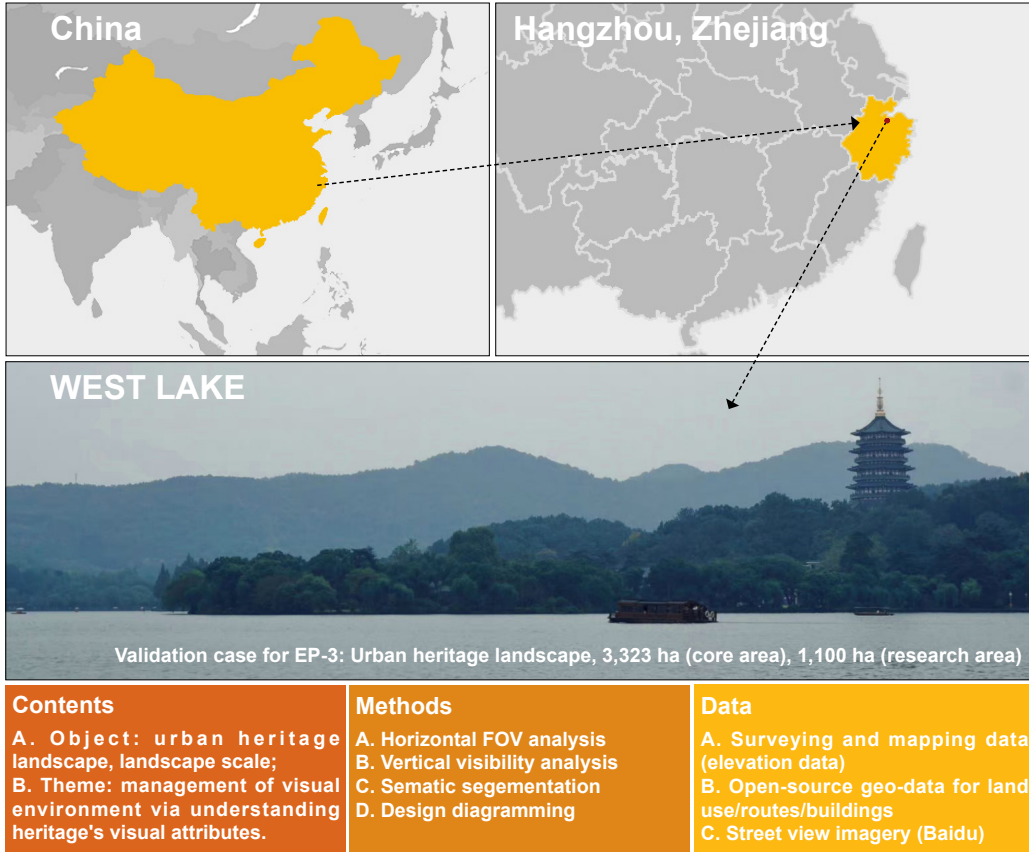 China
Hangzhou, Zhejiang
WEST LAKE
Validation case for EP-3: Urban heritage landscape, 3,323 ha (core area), 1,100 ha (research area)
Contents
A. Object: urban heritage
landscape, landscape scale;
B. Theme: management of visual
environment via understanding
heritage's visual attributes.
Methods
A. Horizontal FOV analysis
B. Vertical visibility analysis
C. Sematic segementation
D. Design diagramming
Data
A. Surveying and mapping data
(elevation data)
B. Open-source geo-data for land
use/routes/buildings
C. Street view imagery (Baidu)